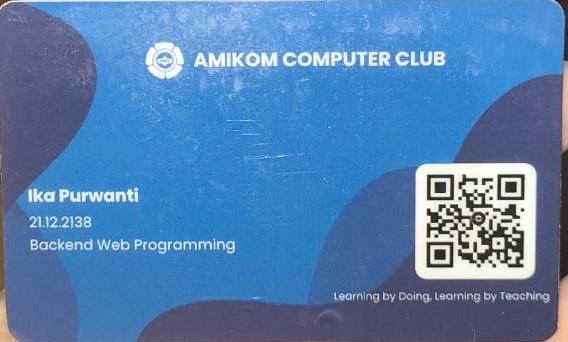 AMIKOM COMPUTER CLUB
Ika Purwanti
21.12.2138
Backend Web Programming
Learning by Doing, Learning by Teaching